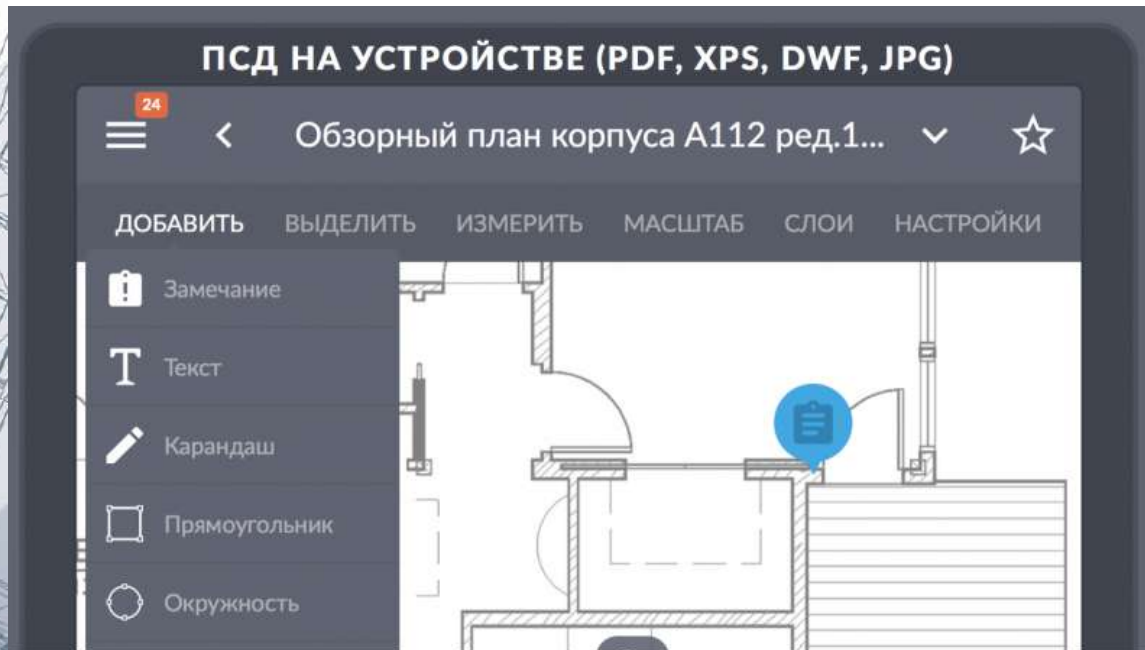 ПСД НА УСТРОЙСТВЕ (PDF, XPS, DWF, JPG)
24
Обзорный план корпуса А112 ред.1...
ДОБАВИТЬ ВЫДЕЛИТЬ ИЗМЕРИТЬ МАСШТАБ СЛОИ НАСТРОЙКИ
Замечание
Текст
Карандаш
Прямоугольник
Окружность